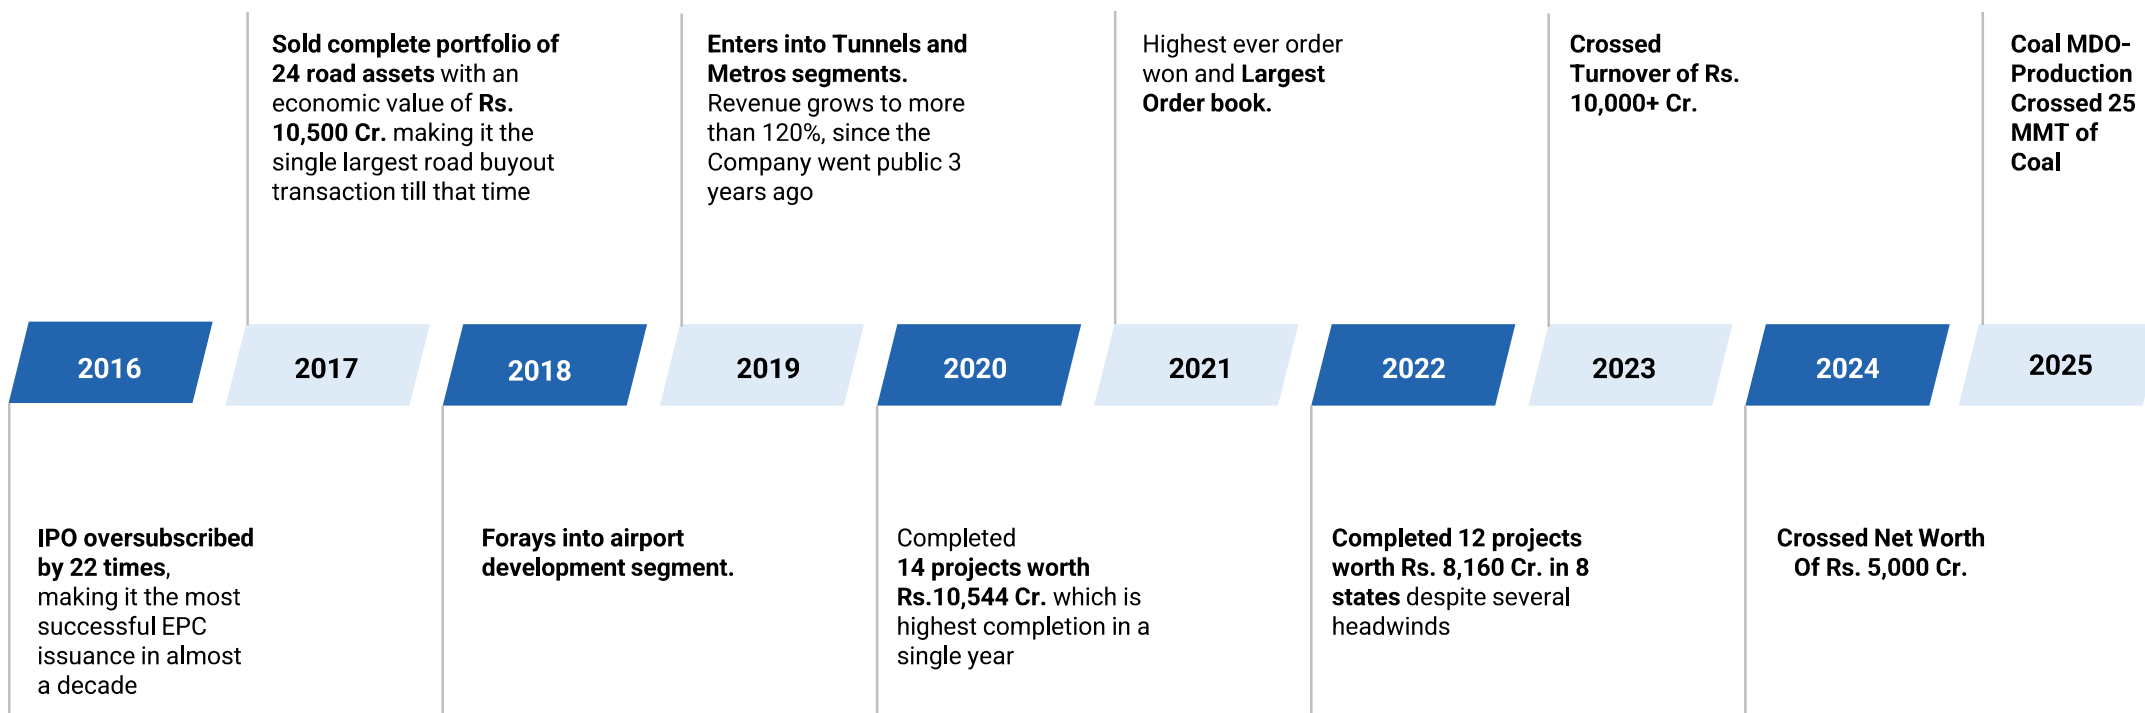 Sold complete portfolio of
24 road assets with an
economic value of Rs.
10,500 Cr. making it the
single largest road buyout
transaction till that time
Enters into Tunnels and
Metros segments.
Revenue grows to more
than 120%, since the
Company went public 3
years ago
Highest ever order
won and Largest
Order book.
Crossed
Turnover of Rs.
10,000+ Cr.
Coal MDO-
Production
Crossed 25
MMT of
Coal
2016
2017
2018
2019
2020
2021
2022
2023
2024
2025
IPO oversubscribed
by 22 times,
making it the most
successful EPC
issuance in almost
a decade
Forays into airport
development segment.
Completed
14 projects worth
Rs.10,544 Cr. which is
highest completion in a
single year
Completed 12 projects
worth Rs. 8,160 Cr. in 8
states despite several
headwinds
Crossed Net Worth
Of Rs. 5,000 Cr.